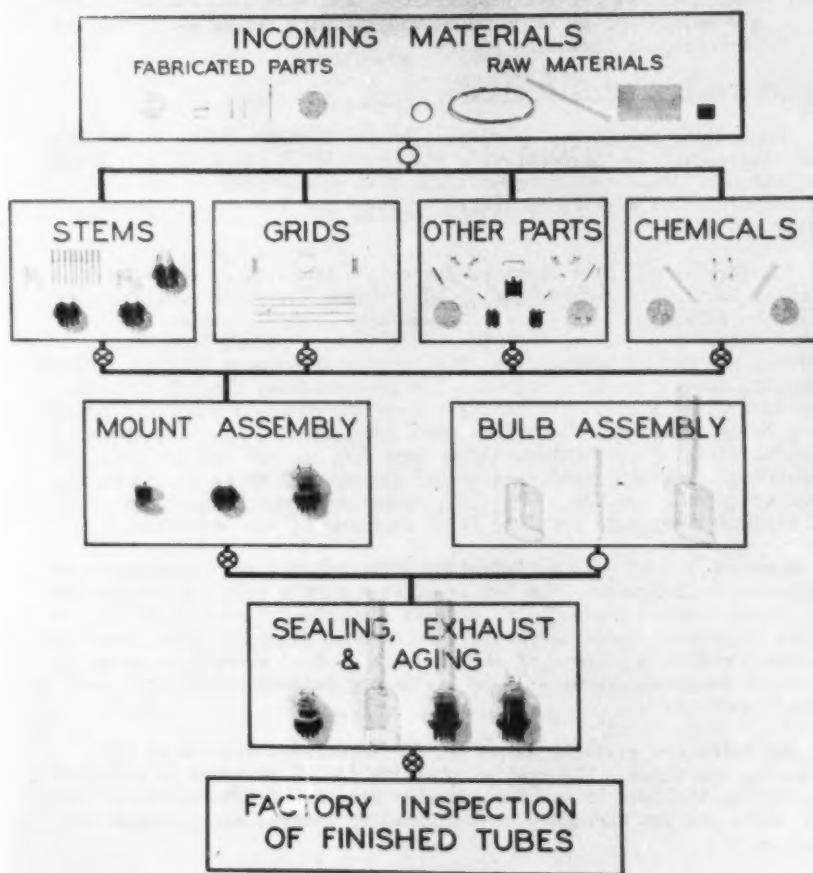 INCOMING MATERIALS
FABRICATED PARTS
RAW MATERIALS
STEMS
GRIDS
OTHER PARTS
CHEMICALS
MOUNT ASSEMBLY
BULB ASSEMBLY
SEALING, EXHAUST
& AGING
FACTORY INSPECTION
OF FINISHED TUBES